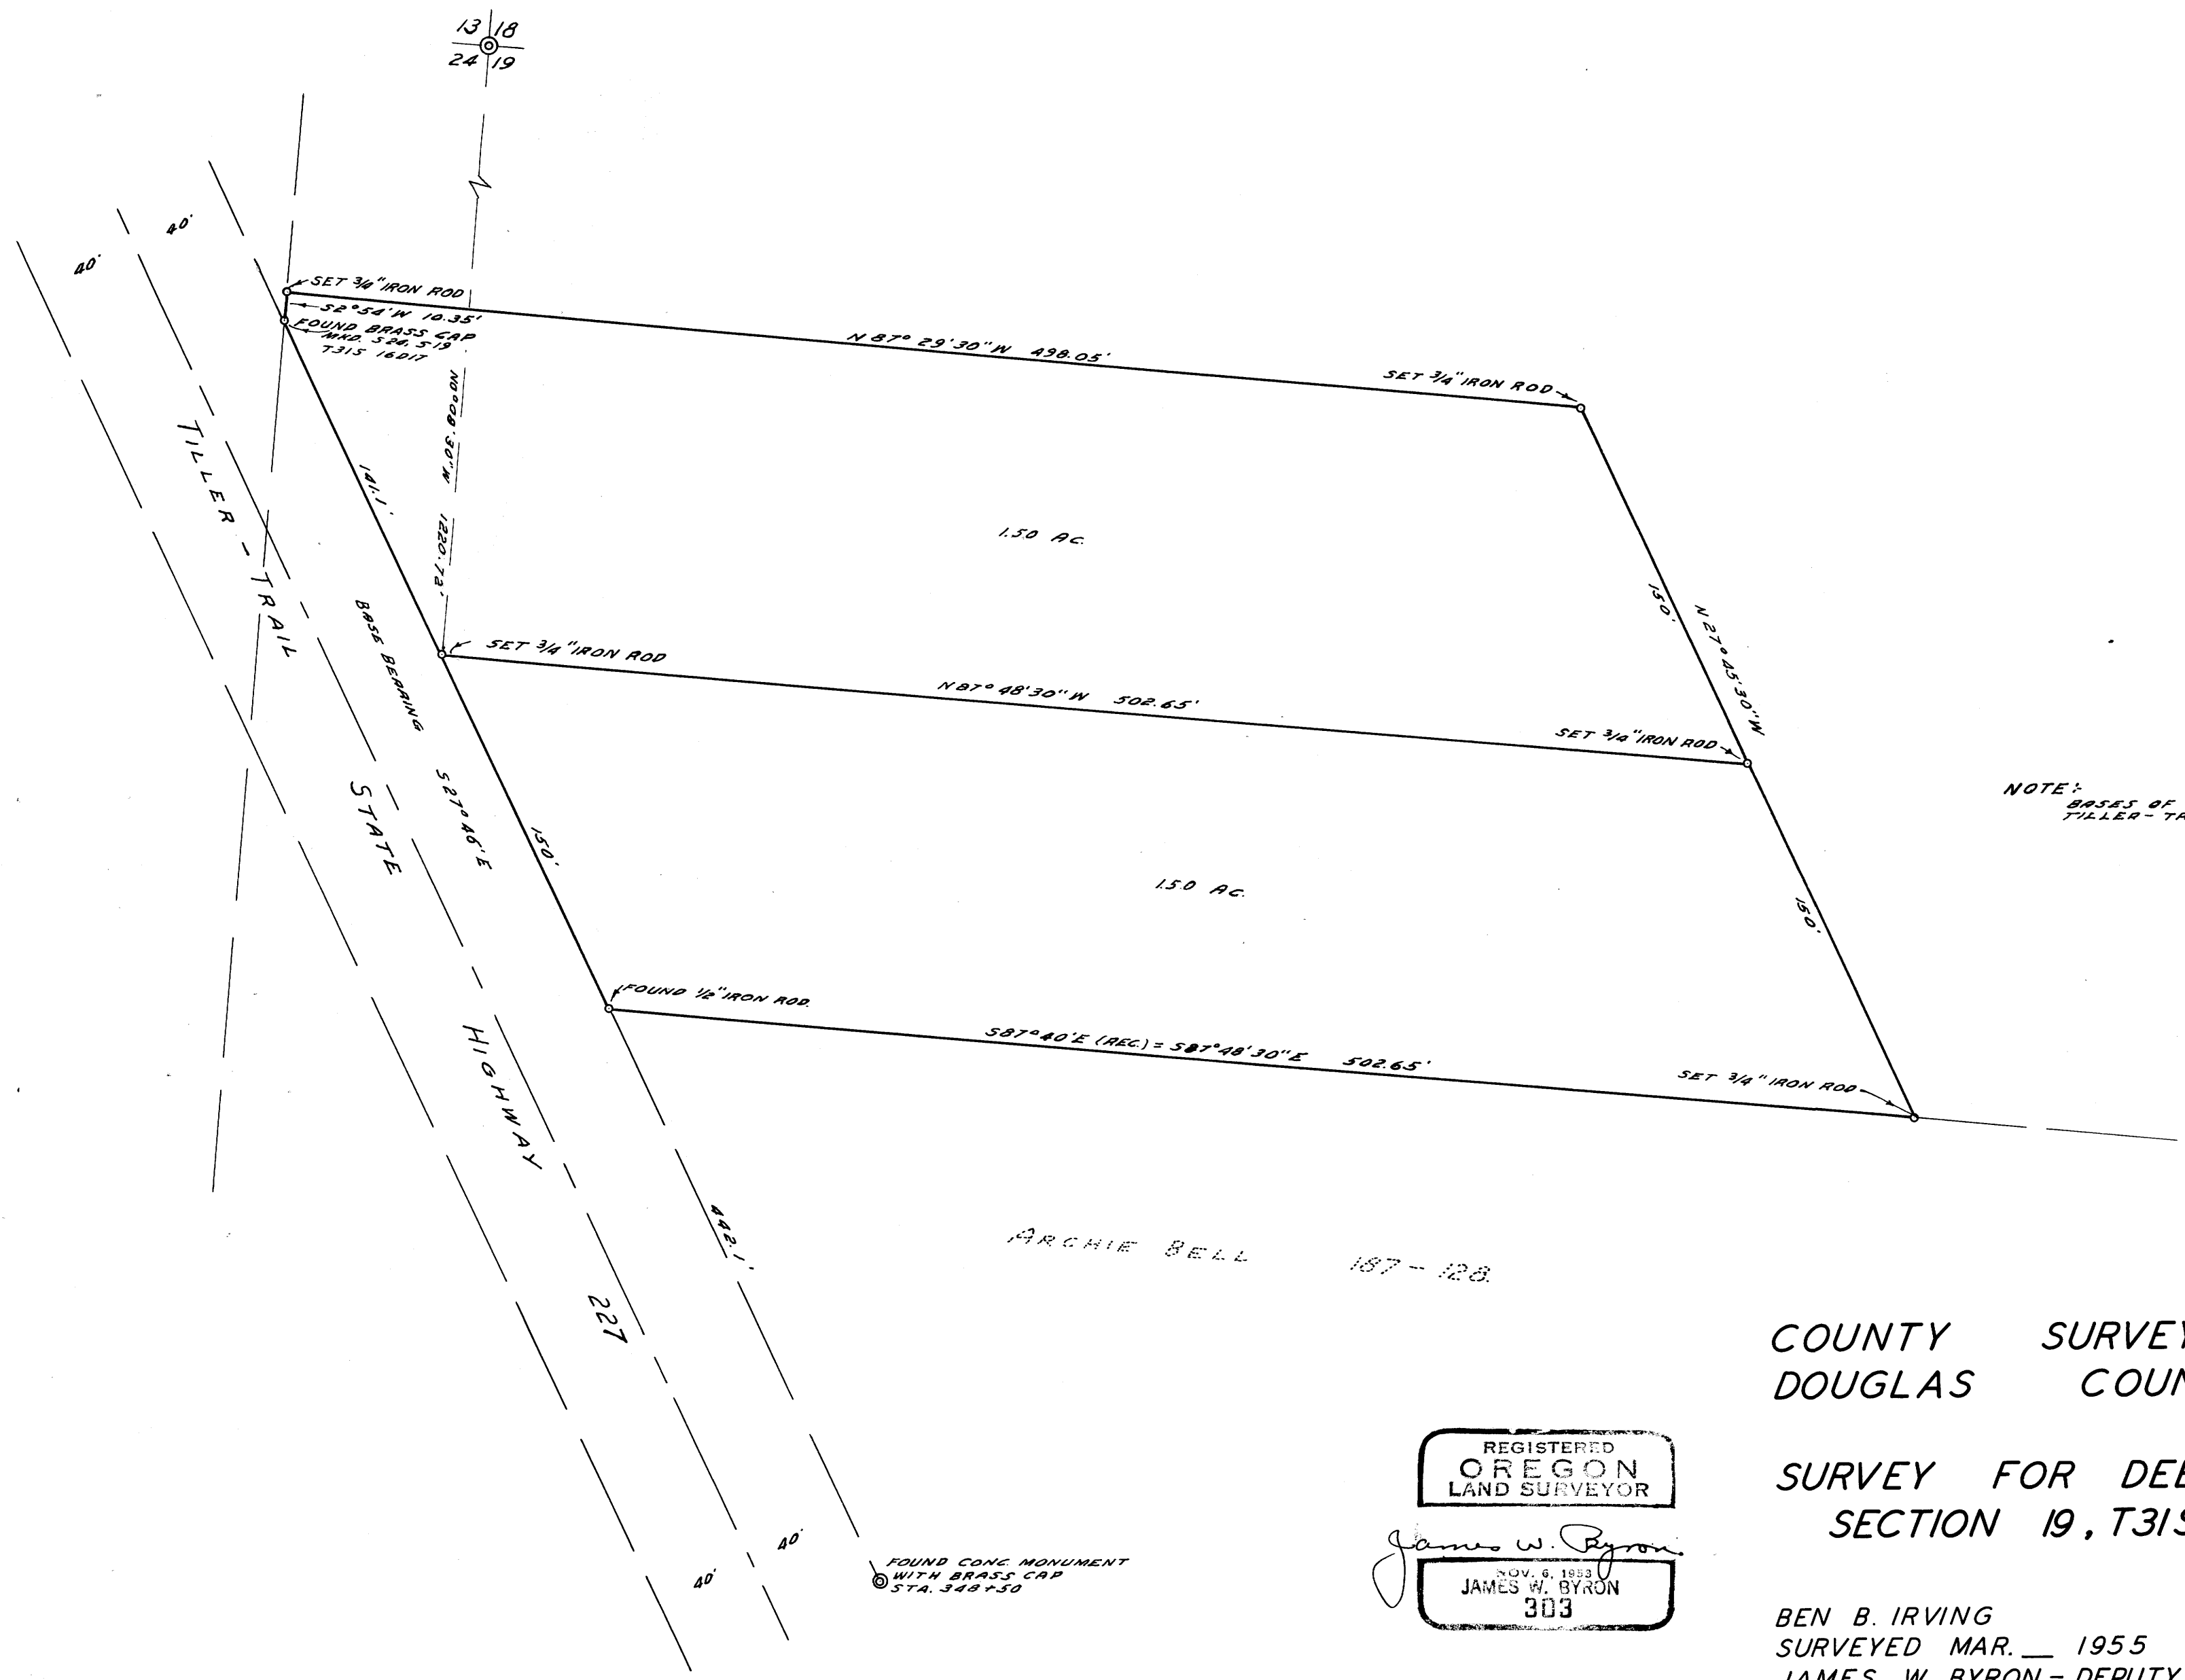 13 18
24 19
40'
40'
SET 3/4" IRON ROD
S2°54'W 10.35'
FOUND BRASS CAP
MKD. S24, S19
T31S 16D17
N 87° 29'30" W 498.05'
SET 3/4" IRON ROD
N0°08'30"W 1220.72'
141.1'
1.50 AC.
150'
N 27°45'30"W
TILLER - TRAIL
BASE BEARING S27°46'E
SET 3/4" IRON ROD
N 87° 48'30" W 502.65'
SET 3/4" IRON ROD
NOTE:
BASES OF
TILLER - TR
STATE
150'
1.50 AC.
150'
FOUND 1/2" IRON ROD.
S87°40'E (REC.) = S87°48'30"E 502.65'
SET 3/4" IRON ROD
HIGHWAY
442.1'
ARCHIE BELL 187-128
227
COUNTY SURVEY
DOUGLAS COUN
REGISTERED
OREGON
LAND SURVEYOR
James W. Byron
NOV. 6, 1953
JAMES W. BYRON
303
SURVEY FOR DEE
SECTION 19, T31S
40'
40'
FOUND CONC. MONUMENT
WITH BRASS CAP
STA. 348+50
BEN B. IRVING
SURVEYED MAR. __ 1955
JAMES W. BYRON - DEPUTY